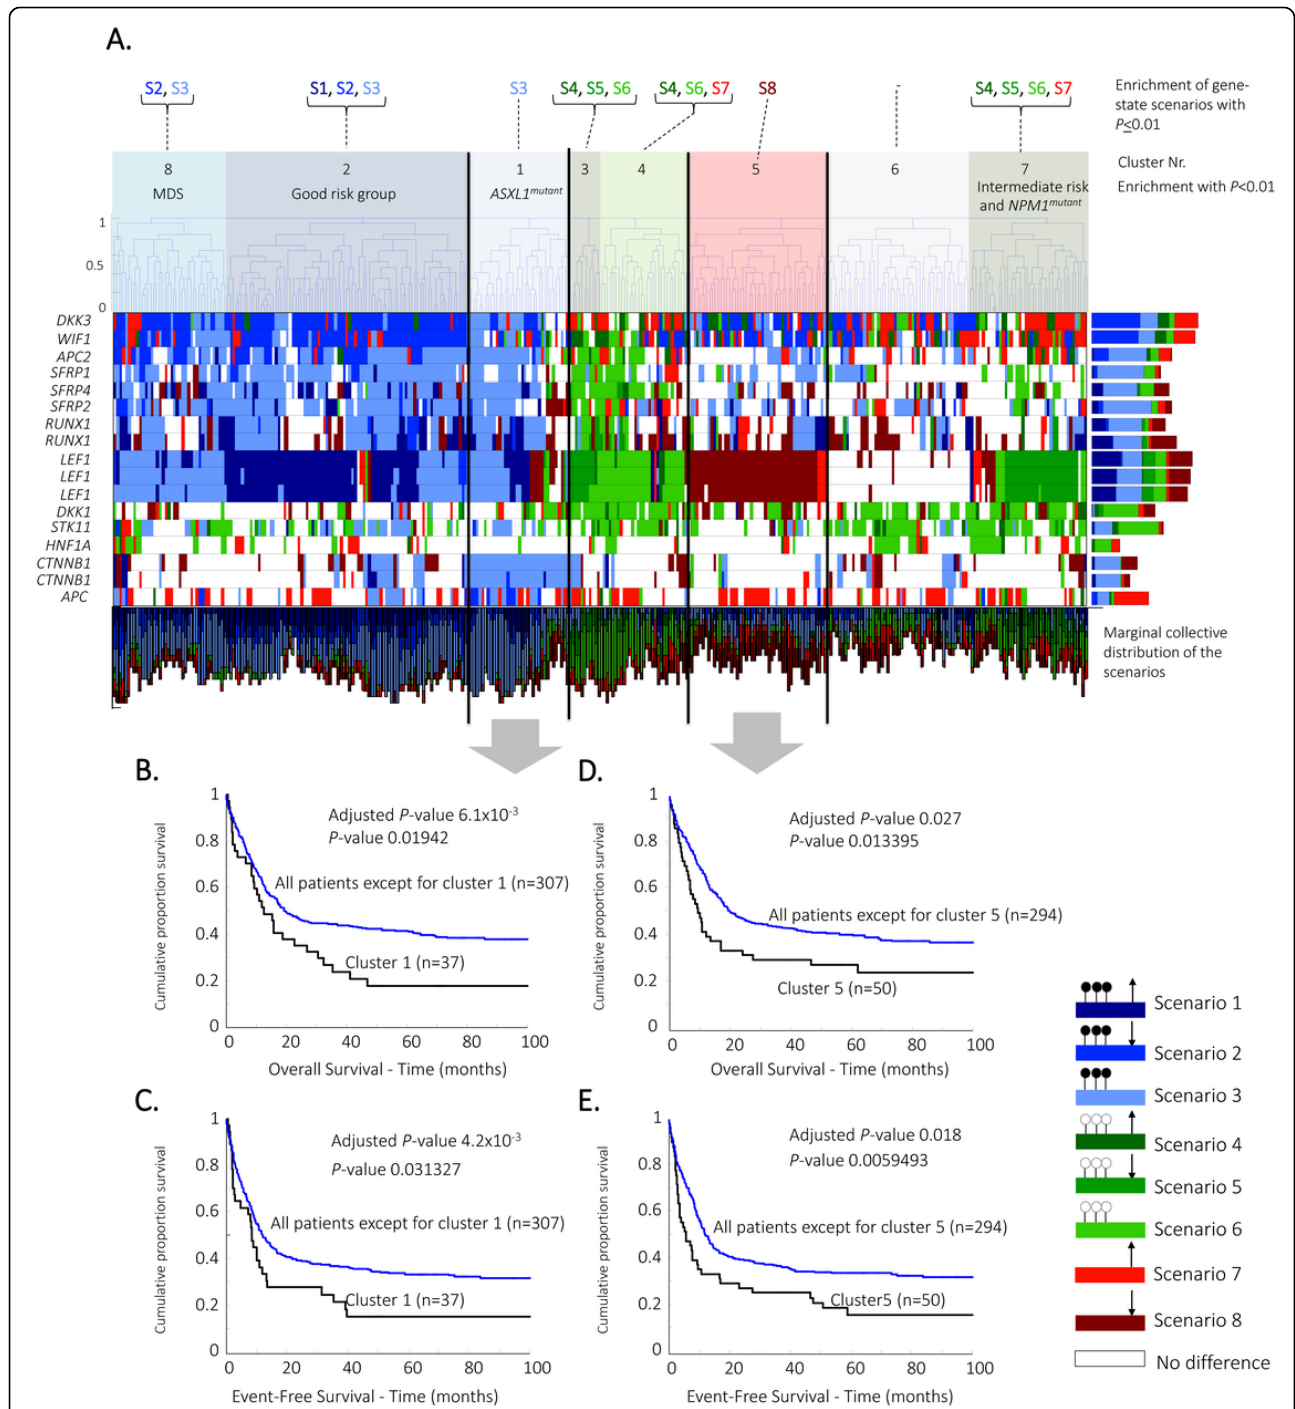 A.
S2, S3
S1, S2, S3
S3
S4, S5, S6
S4, S6, S7
S8
-
S4, S5, S6, S7
Enrichment of gene-
state scenarios with
P≤0.01
8
2
1
3
4
5
6
7
Cluster Nr.
MDS
Good risk group
ASXL1mutant
Intermediate risk
and NPM1mutant
Enrichment with P<0.01
1
0.5
0
DKK3
WIF1
APC2
SFRP1
SFRP4
SFRP2
RUNX1
RUNX1
LEF1
LEF1
LEF1
DKK1
STK11
HNF1A
CTNNB1
CTNNB1
APC
Marginal collective
distribution of the
scenarios
B.
Cumulative proportion survival
1
0.8
0.6
0.4
0.2
0
Adjusted P-value 6.1x10-3
P-value 0.01942
All patients except for cluster 1 (n=307)
Cluster 1 (n=37)
0 20 40 60 80 100
Overall Survival - Time (months)
D.
Cumulative proportion survival
1
0.8
0.6
0.4
0.2
0
Adjusted P-value 0.027
P-value 0.013395
All patients except for cluster 5 (n=294)
Cluster 5 (n=50)
0 20 40 60 80 100
Overall Survival - Time (months)
C.
Cumulative proportion survival
1
0.8
0.6
0.4
0.2
0
Adjusted P-value 4.2x10-3
P-value 0.031327
All patients except for cluster 1 (n=307)
Cluster 1 (n=37)
0 20 40 60 80 100
Event-Free Survival - Time (months)
E.
Cumulative proportion survival
1
0.8
0.6
0.4
0.2
0
Adjusted P-value 0.018
P-value 0.0059493
All patients except for cluster 5 (n=294)
Cluster5 (n=50)
0 20 40 60 80 100
Event-Free Survival - Time (months)
Scenario 1
Scenario 2
Scenario 3
Scenario 4
Scenario 5
Scenario 6
Scenario 7
Scenario 8
No difference